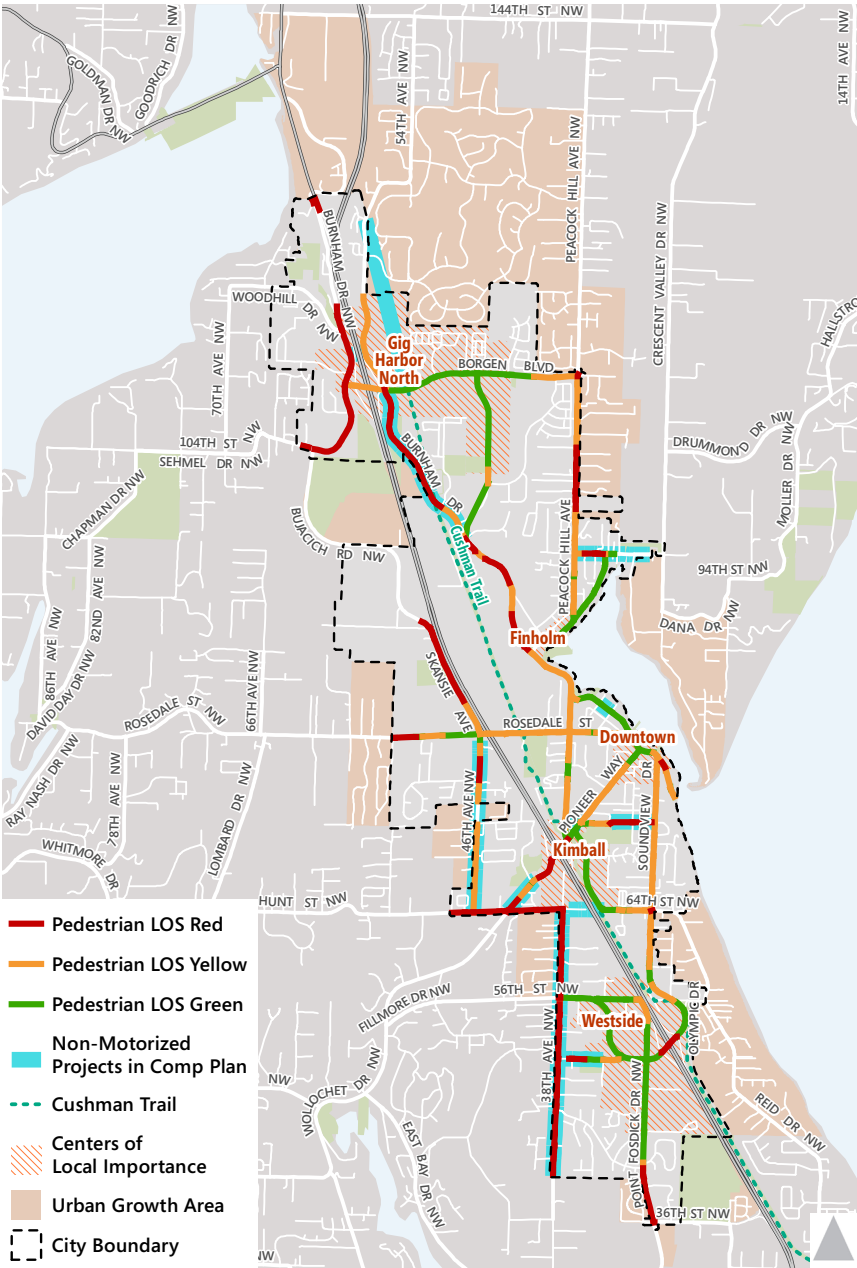 144TH ST NW
GOLDMAN DR NW
GOODRICH DR NW
54TH AVE NW
14TH AVE NW
PEACOCK HILL AVE NW
CRESCENT VALLEY DR NW
BURNHAM DR NW
WOODHILL
DR NW
70TH AVE NW
Gig
Harbor
North
BORGEN BLVD
104TH ST NW
SEHMEL DR NW
CHAPMAN DR NW
BURNHAM
DR
DRUMMOND DR NW
MOLLER DR NW
BUJACICH RD NW
Cushman Trail
PEACOCK HILL AVE
94TH ST NW
DANA DR NW
86TH AVE NW
82ND AVE NW
DAVID DAY DR NW
66TH AVE NW
Finholm
SKANSIE AVE
ROSEDALE ST NW
ROSEDALE ST
Downtown
RAY NASH DR NW
78TH AVE NW
LOMBARD DR NW
WHITMORE DR
46TH AVE NW
PIONEER WAY
SOUNDVIEW DR
Kimball
HUNT ST NW
64TH ST NW
56TH ST NW
FILLMORE DR NW
Westside
OLYMPIC DR
38TH AVE NW
POINT FOSDICK DR NW
REID DR NW
NW
WOLLOCHET DR NW
EAST BAY DR NW
36TH ST NW
NW
Pedestrian LOS Red
Pedestrian LOS Yellow
Pedestrian LOS Green
Non-Motorized
Projects in Comp Plan
Cushman Trail
Centers of
Local Importance
Urban Growth Area
City Boundary